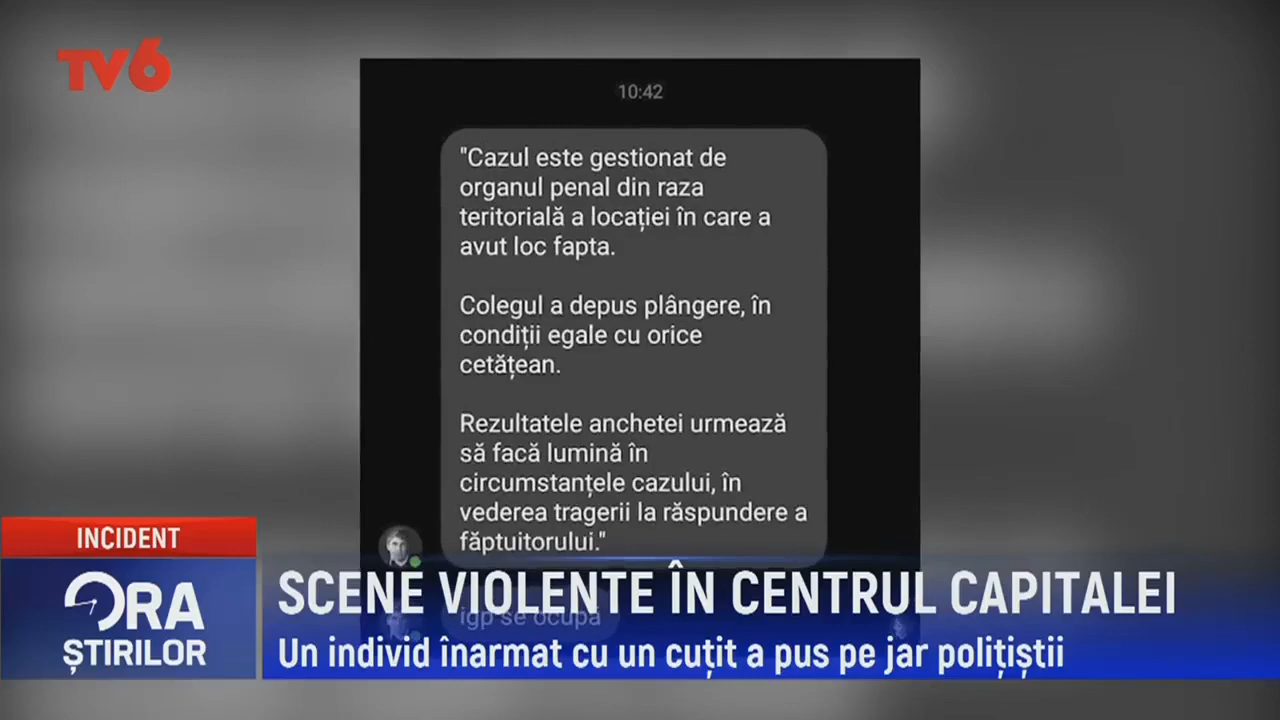 TV6
10:42
"Cazul este gestionat de
organul penal din raza
teritorială a locației în care a
avut loc fapta.
Colegul a depus plângere, în
condiții egale cu orice
cetățean.
Rezultatele anchetei urmează
să facă lumină în
circumstanțele cazului, în
vederea tragerii la răspundere a
făptuitorului."
igp se ocupă
INCIDENT
ORA
ȘTIRILOR
SCENE VIOLENTE ÎN CENTRUL CAPITALEI
Un individ înarmat cu un cuțit a pus pe jar polițiștii